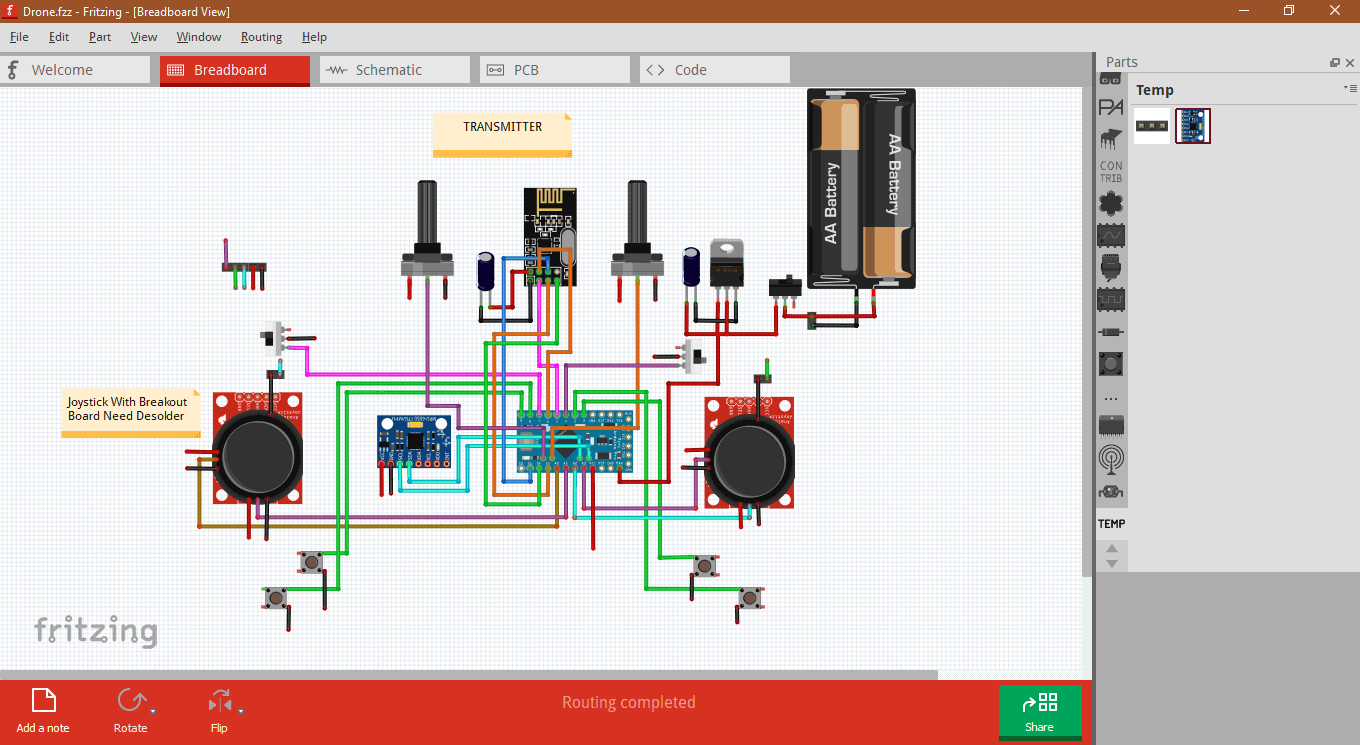 Drone.fzz - Fritzing - [Breadboard View]
File Edit Part View Window Routing Help
Welcome
Breadboard
Schematic
PCB
Code
Parts
Temp
PA
CON
TRIB
TEMP
TRANSMITTER
AA Battery
AA Battery
Joystick With Breakout
Board Need Desolder
fritzing
Add a note
Rotate
Flip
Routing completed
Share